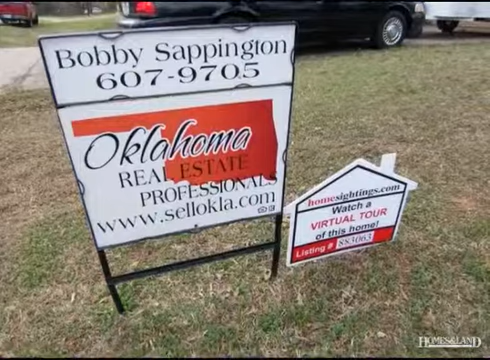 Bobby Sappington
607-9705
Oklahoma
REAL ESTATE
PROFESSIONALS
www.sellokla.com
homesightings.com
Watch a
VIRTUAL TOUR
of this home!
Listing # 883063
HOMES&LAND